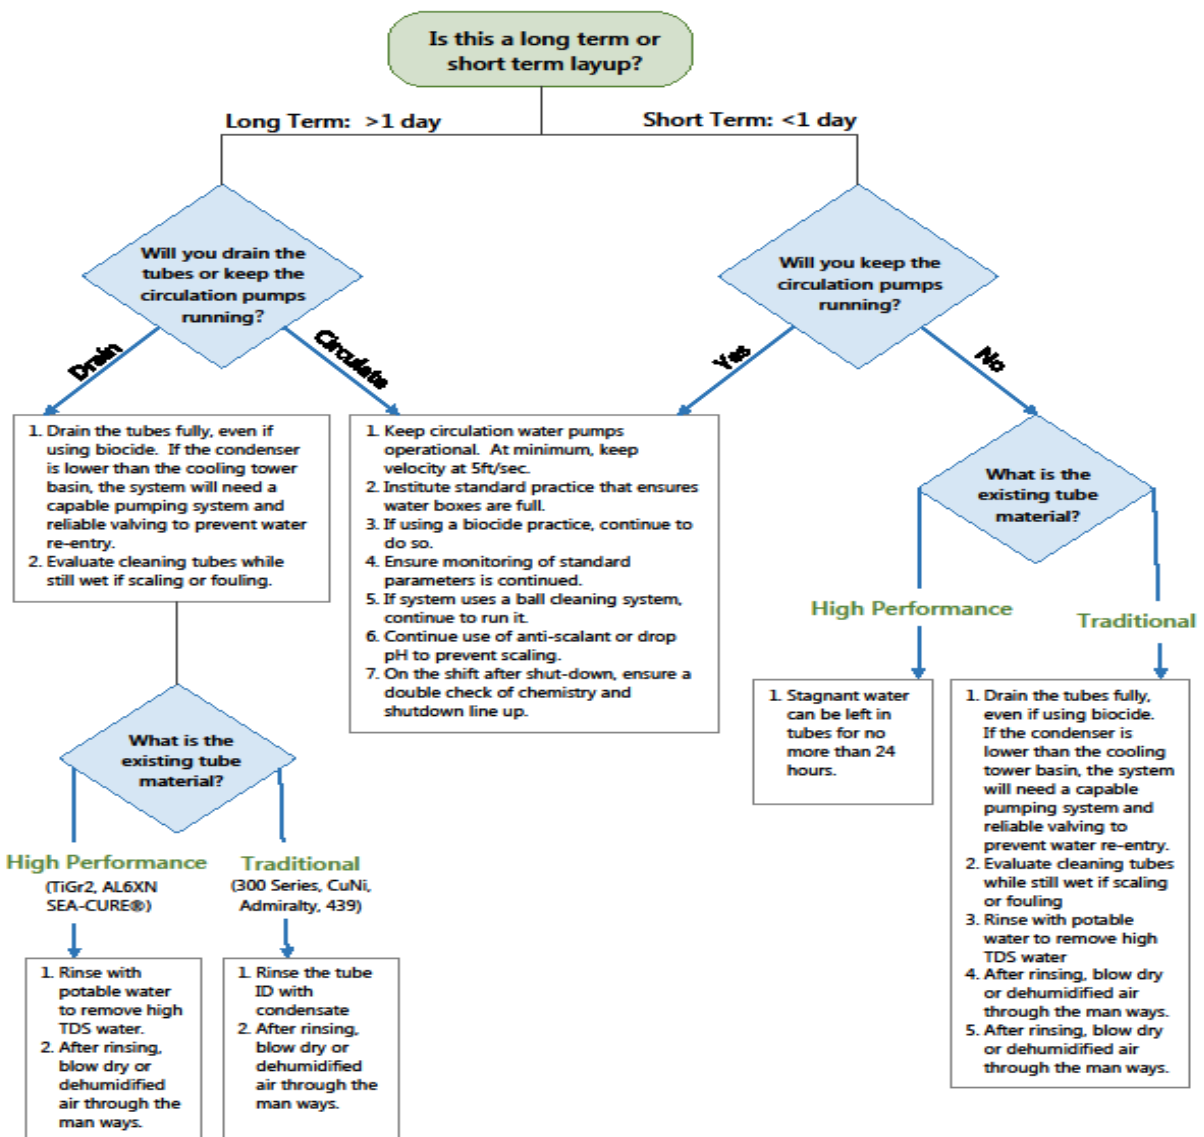 Is this a long term or
short term layup?
Long Term: >1 day
Short Term: <1 day
Will you drain the
tubes or keep the
circulation pumps
running?
Will you keep the
circulation pumps
running?
Drain
Circulate
Yes
No
1. Drain the tubes fully, even if
using biocide. If the condenser
is lower than the cooling tower
basin, the system will need a
capable pumping system and
reliable valving to prevent water
re-entry.
2. Evaluate cleaning tubes while
still wet if scaling or fouling.
1. Keep circulation water pumps
operational. At minimum, keep
velocity at 5ft/sec.
2. Institute standard practice that ensures
water boxes are full.
3. If using a biocide practice, continue to
do so.
4. Ensure monitoring of standard
parameters is continued.
5. If system uses a ball cleaning system,
continue to run it.
6. Continue use of anti-scalant or drop
pH to prevent scaling.
7. On the shift after shut-down, ensure a
double check of chemistry and
shutdown line up.
What is the
existing tube
material?
High Performance
Traditional
1. Stagnant water
can be left in
tubes for no
more than 24
hours.
1. Drain the tubes fully,
even if using biocide.
If the condenser is
lower than the cooling
tower basin, the system
will need a capable
pumping system and
reliable valving to
prevent water re-entry.
2. Evaluate cleaning tubes
while still wet if scaling
or fouling
3. Rinse with potable
water to remove high
TDS water
4. After rinsing, blow dry
or dehumidified air
through the man ways.
5. After rinsing, blow dry
or dehumidified air
through the man ways.
What is the
existing tube
material?
High Performance
(TiGr2, AL6XN
SEA-CURE®)
Traditional
(300 Series, CuNi,
Admiralty, 439)
1. Rinse with
potable water
to remove high
TDS water.
2. After rinsing,
blow dry or
dehumidified
air through the
man ways.
1. Rinse the tube
ID with
condensate
2. After rinsing,
blow dry or
dehumidified
air through the
man ways.